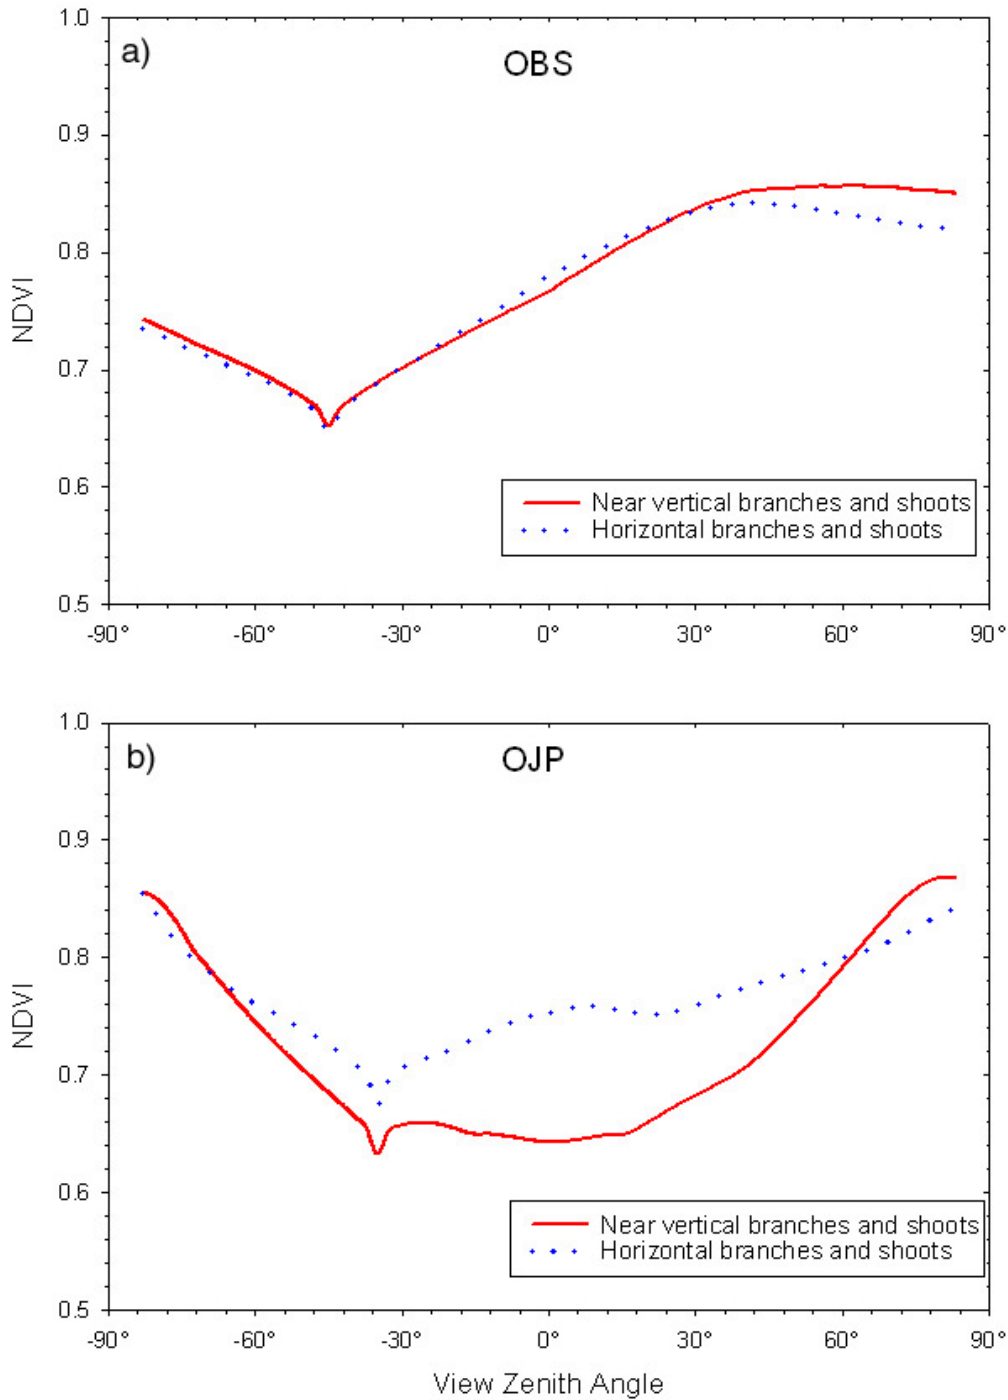 a)
OBS
1.0
0.9
0.8
0.7
0.6
0.5
NDVI
Near vertical branches and shoots
Horizontal branches and shoots
-90° -60° -30° 0° 30° 60° 90°
b)
OJP
1.0
0.9
0.8
0.7
0.6
0.5
NDVI
Near vertical branches and shoots
Horizontal branches and shoots
-90° -60° -30° 0° 30° 60° 90°
View Zenith Angle